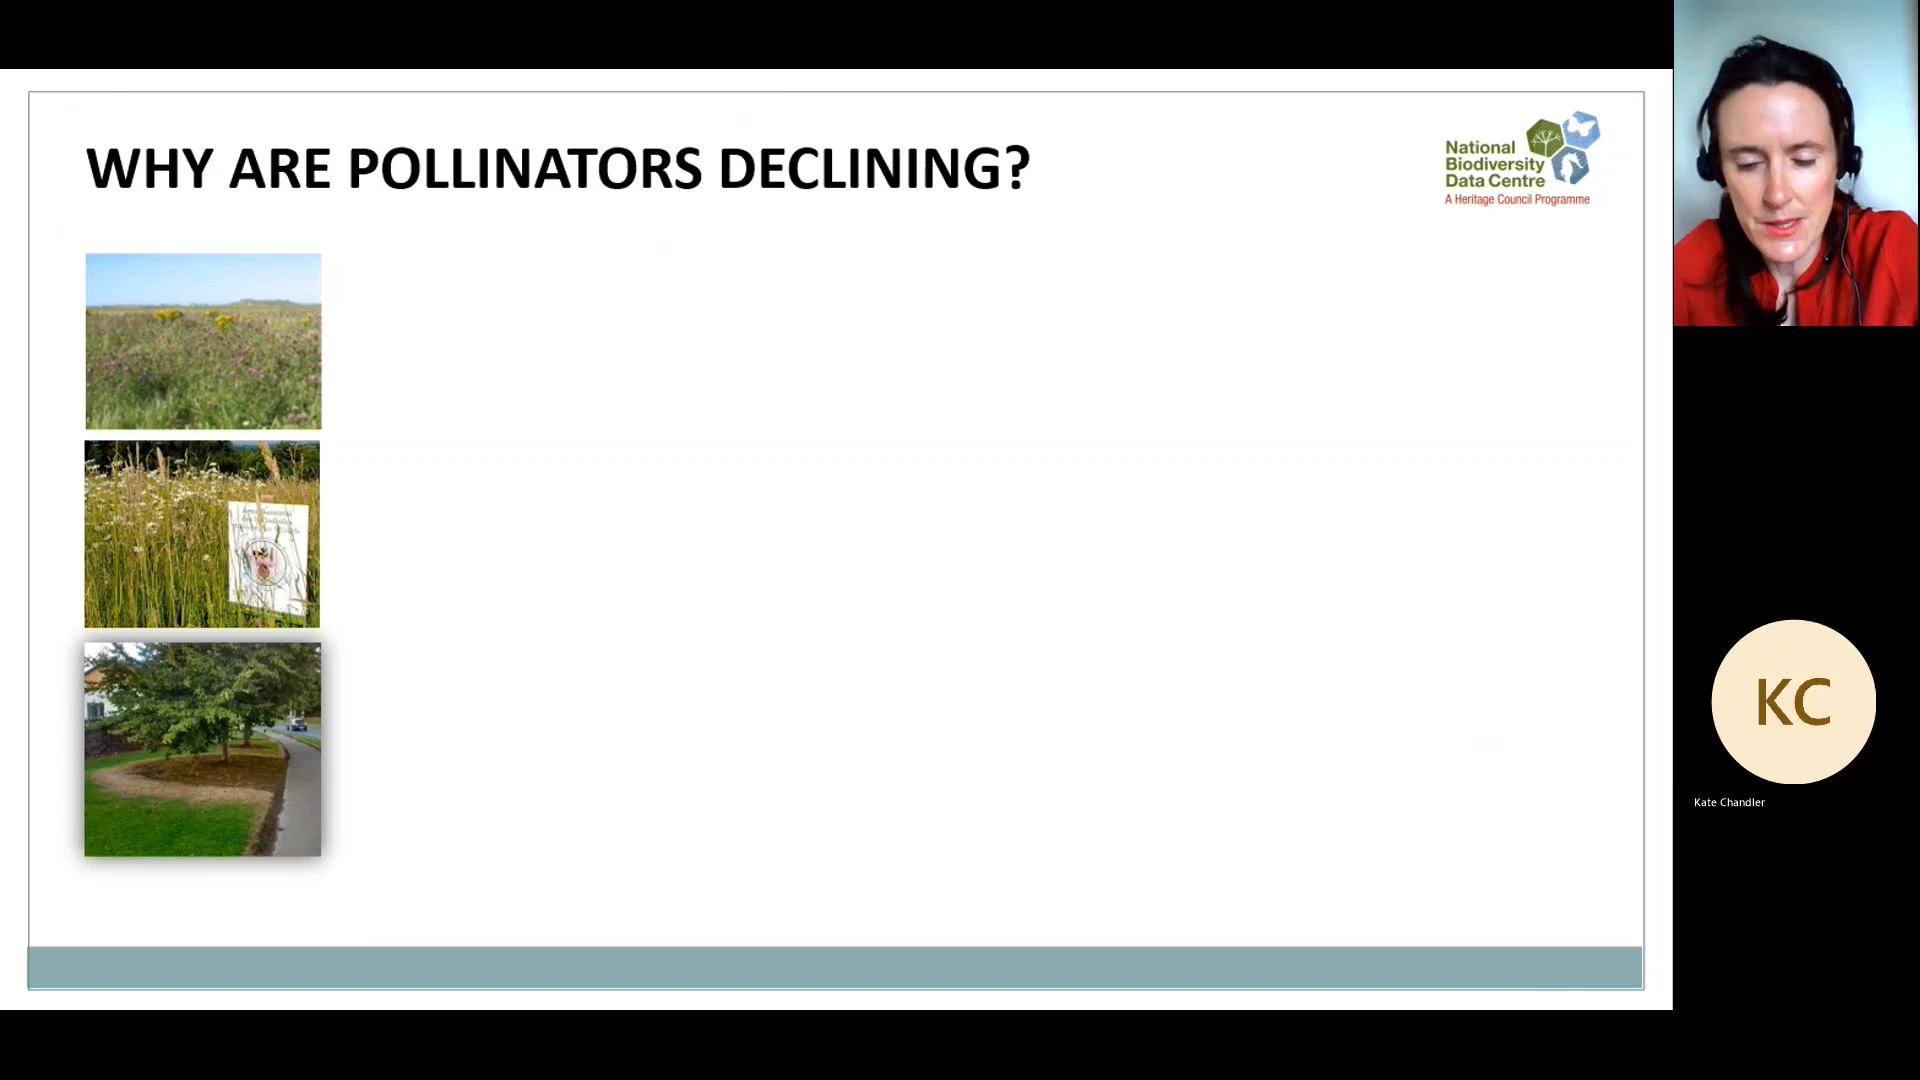 WHY ARE POLLINATORS DECLINING?
National
Biodiversity
Data Centre
A Heritage Council Programme
KC
Kate Chandler